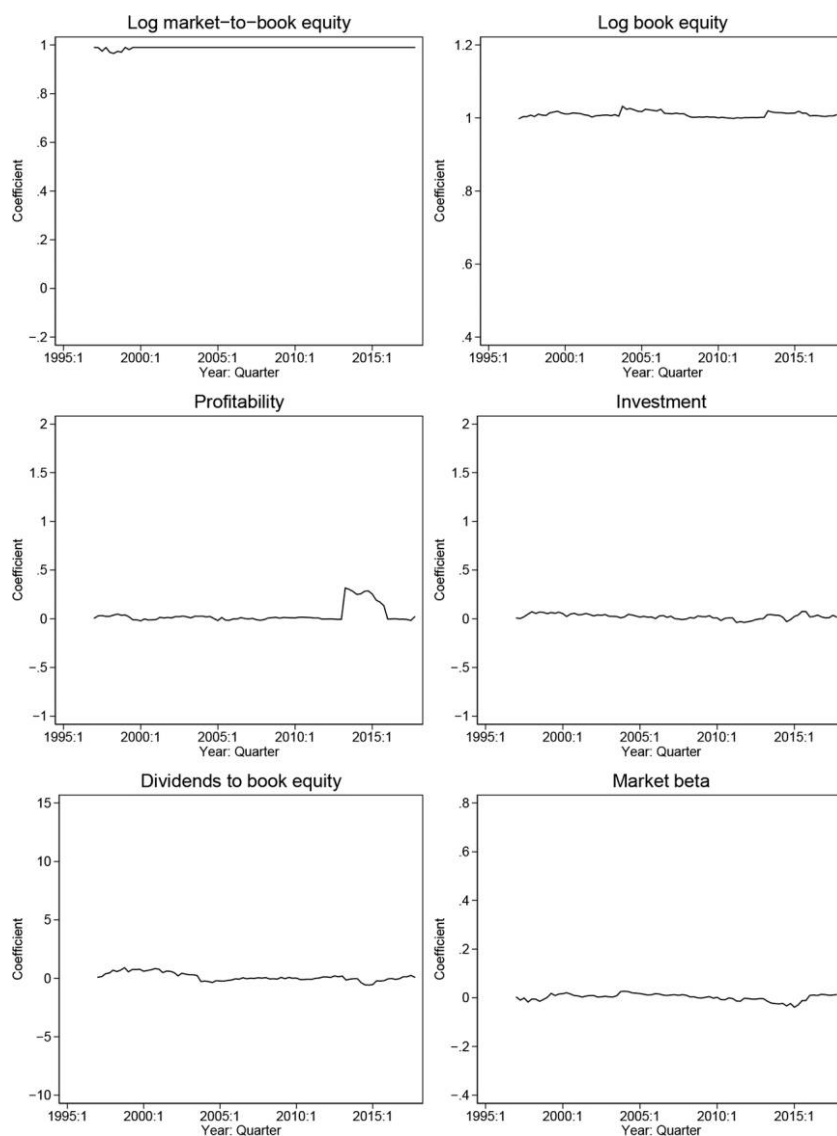 Log market−to−book equity
Coefficient
1
.8
.6
.4
.2
0
−.2
1995:1 2000:1 2005:1 2010:1 2015:1
Year: Quarter
Log book equity
Coefficient
1.2
1
.8
.6
.4
1995:1 2000:1 2005:1 2010:1 2015:1
Year: Quarter
Profitability
Coefficient
2
1.5
1
.5
0
−.5
−1
1995:1 2000:1 2005:1 2010:1 2015:1
Year: Quarter
Investment
Coefficient
2
1.5
1
.5
0
−.5
−1
1995:1 2000:1 2005:1 2010:1 2015:1
Year: Quarter
Dividends to book equity
Coefficient
15
10
5
0
−5
−10
1995:1 2000:1 2005:1 2010:1 2015:1
Year: Quarter
Market beta
Coefficient
.8
.6
.4
.2
0
−.2
−.4
1995:1 2000:1 2005:1 2010:1 2015:1
Year: Quarter